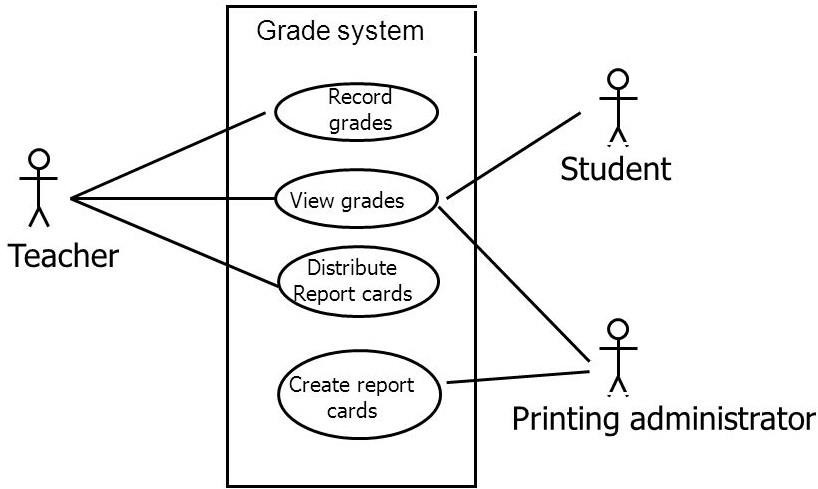 Grade system
Record
grades
View grades
Distribute
Report cards
Create report
cards
Teacher
Student
Printing administrator